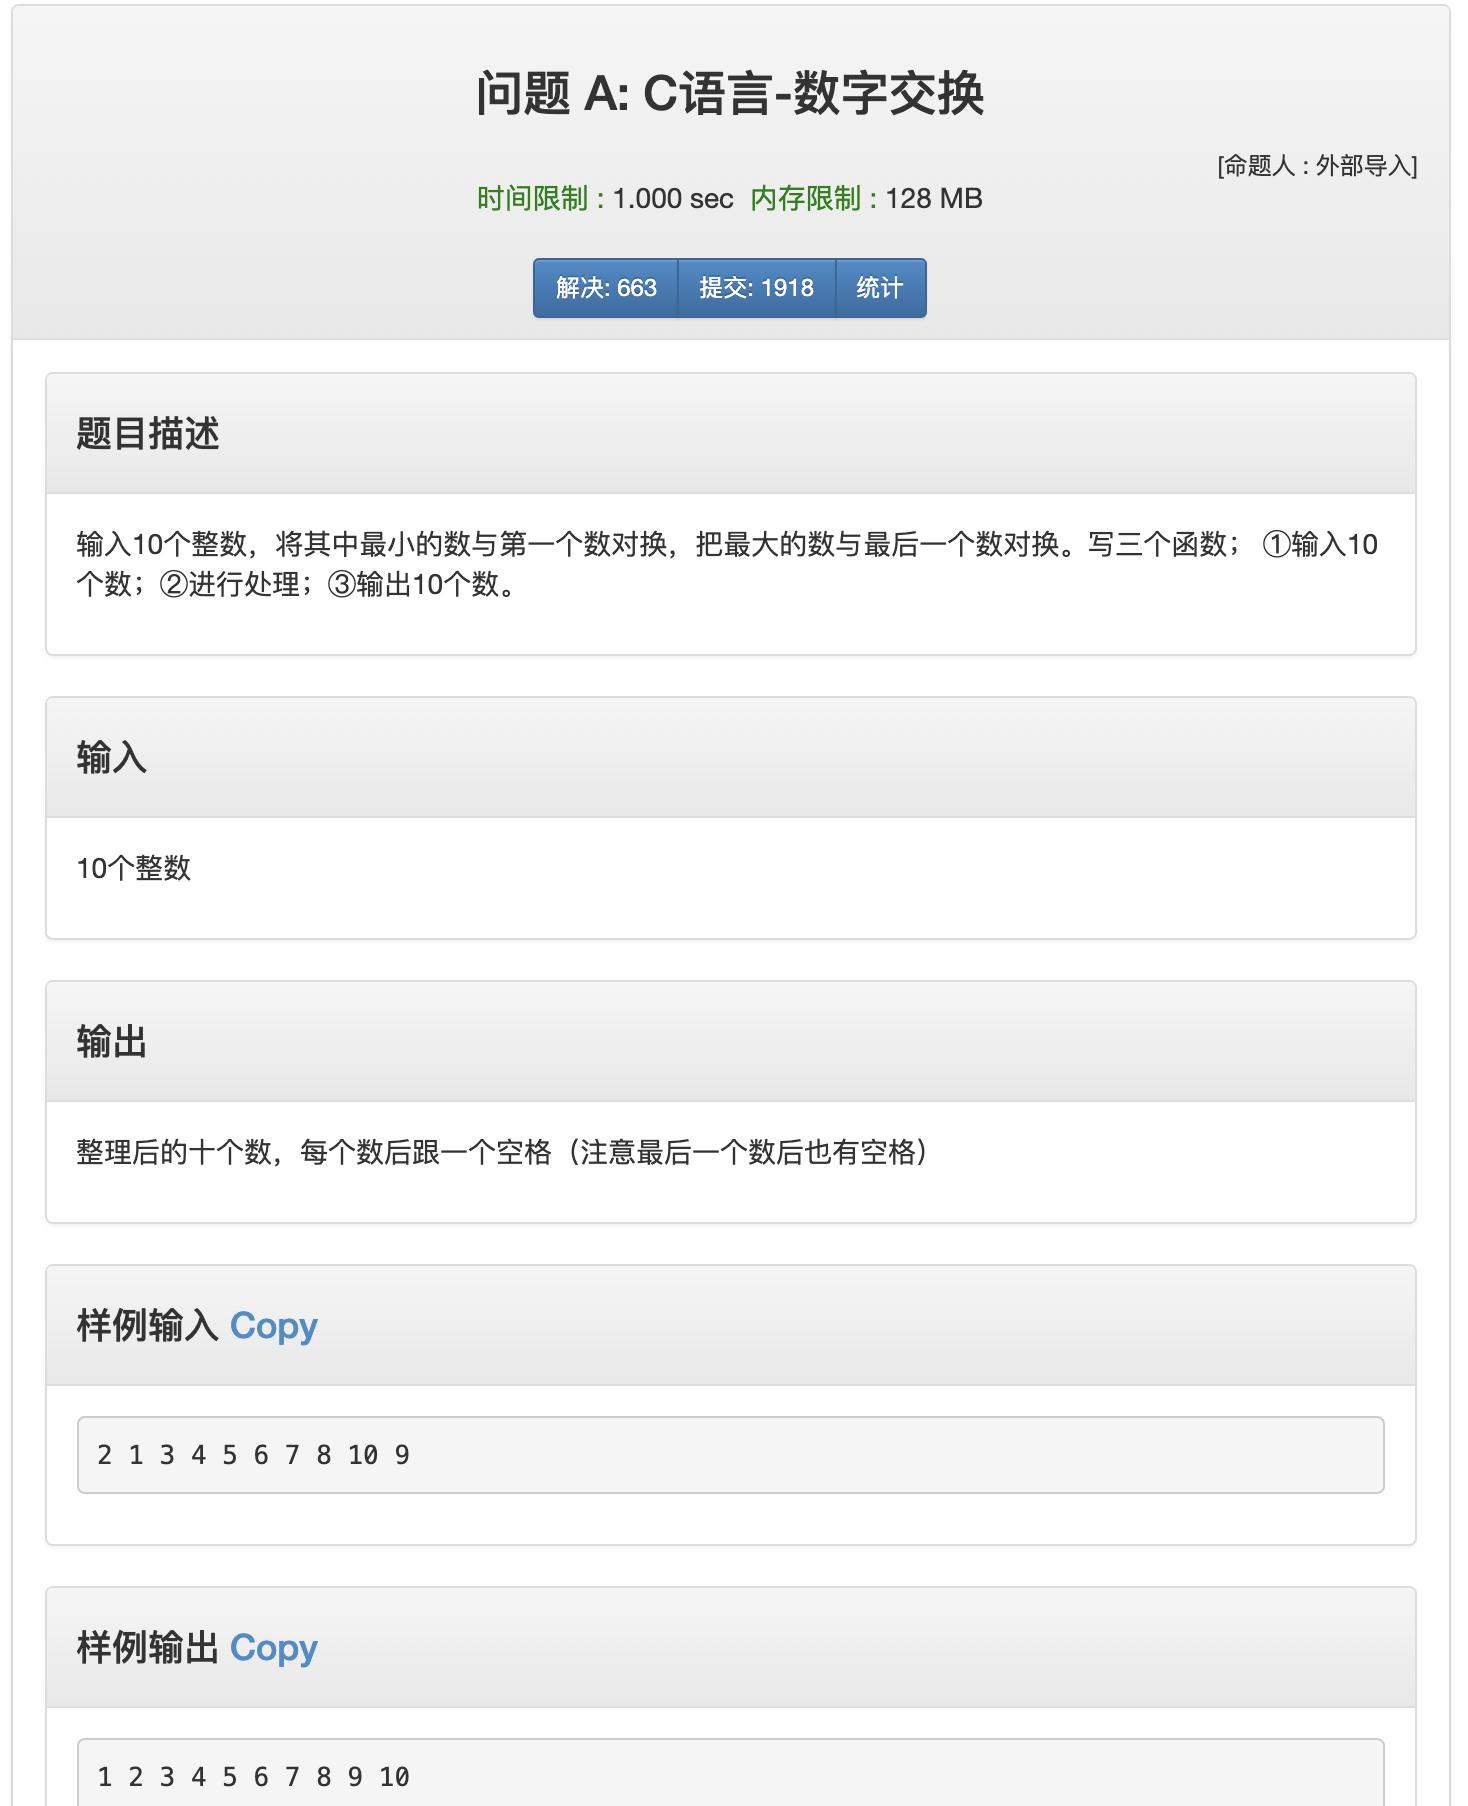 问题 A: C语言-数字交换
[命题人 : 外部导入]
时间限制 : 1.000 sec 内存限制 : 128 MB
解决: 663 提交: 1918 统计
题目描述
输入10个整数，将其中最小的数与第一个数对换，把最大的数与最后一个数对换。写三个函数； ①输入10
个数；②进行处理；③输出10个数。
输入
10个整数
输出
整理后的十个数，每个数后跟一个空格（注意最后一个数后也有空格）
样例输入 Copy
2 1 3 4 5 6 7 8 10 9
样例输出 Copy
1 2 3 4 5 6 7 8 9 10